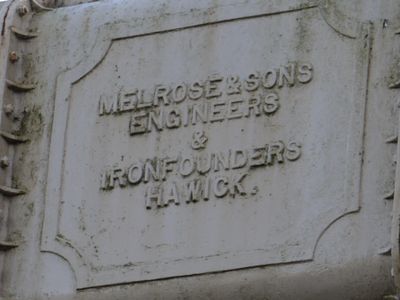 MELROSE & SONS
ENGINEERS
&
IRONFOUNDERS
HAWICK.